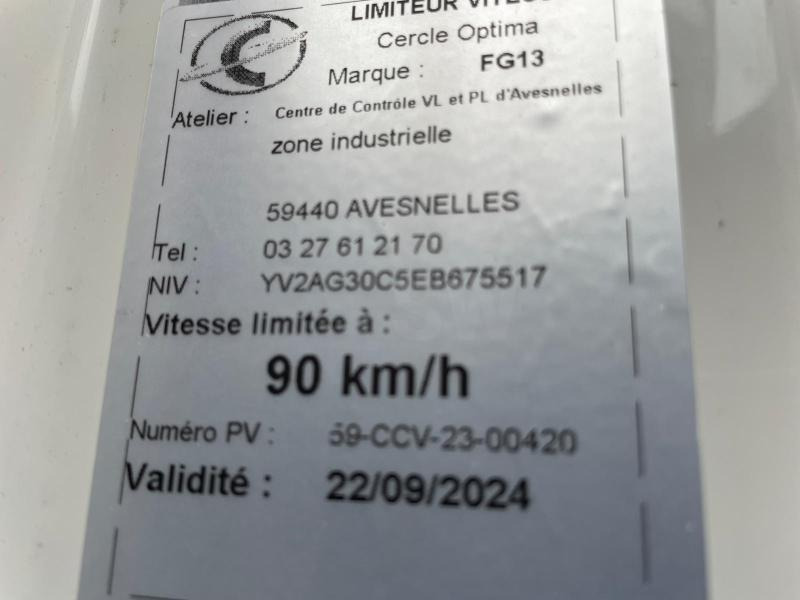 LIMITEUR VITESS
Cercle Optima
Marque : FG13
Atelier : Centre de Contrôle VL et PL d'Avesnelles
zone industrielle
59440 AVESNELLES
Tel : 03 27 61 21 70
NIV : YV2AG30C5EB675517
Vitesse limitée à :
90 km/h
Numéro PV : 59-CCV-23-00420
Validité : 22/09/2024